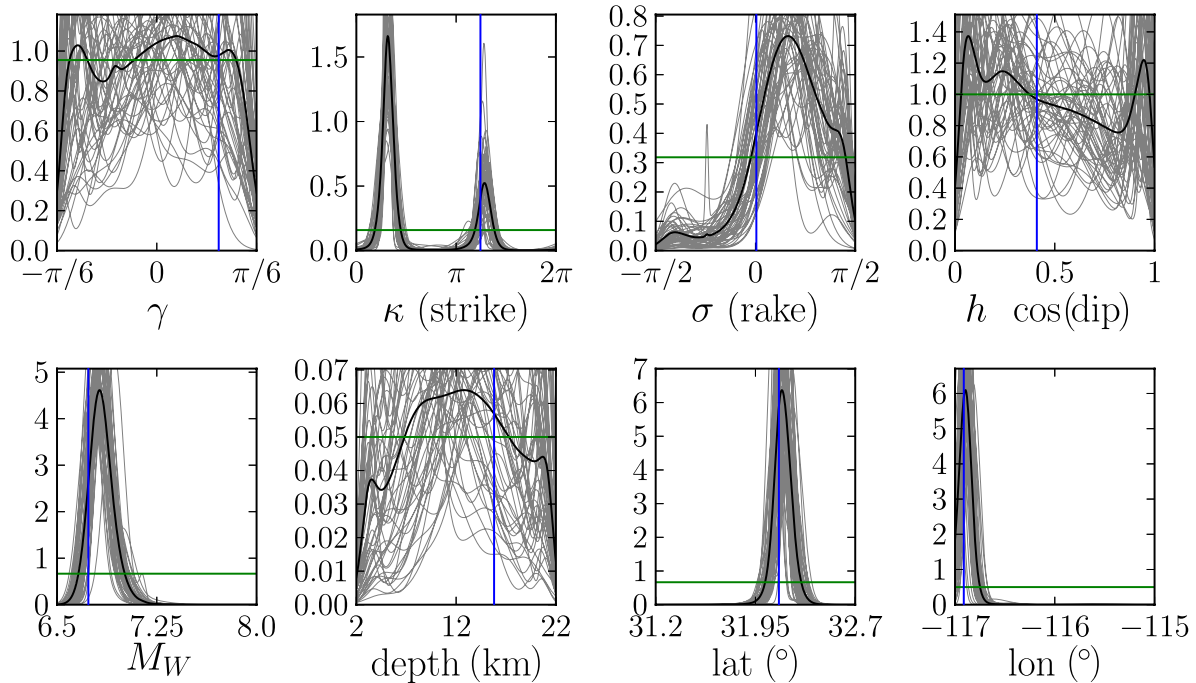 1.0 0.8 0.6 0.4 0.2 0.0
−π/6 0 π/6
γ
1.5 1.0 0.5 0.0
0 π 2π
κ (strike)
0.8 0.7 0.6 0.5 0.4 0.3 0.2 0.1 0.0
−π/2 0 π/2
σ (rake)
1.4 1.2 1.0 0.8 0.6 0.4 0.2 0.0
0 0.5 1
h cos(dip)
5 4 3 2 1 0
6.5 7.25 8.0
M_W
0.07 0.06 0.05 0.04 0.03 0.02 0.01 0.00
2 12 22
depth (km)
7 6 5 4 3 2 1 0
31.2 31.95 32.7
lat (°)
6 5 4 3 2 1 0
−117 −116 −115
lon (°)